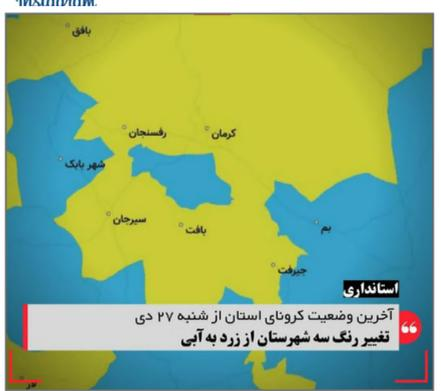 بافق
رفسنجان
کرمان
شهر بابک
سیرجان
بافت
بم
جیرفت
استانداری
آخرین وضعیت کرونای استان از شنبه ۲۷ دی
تغییر رنگ سه شهرستان از زرد به آبی